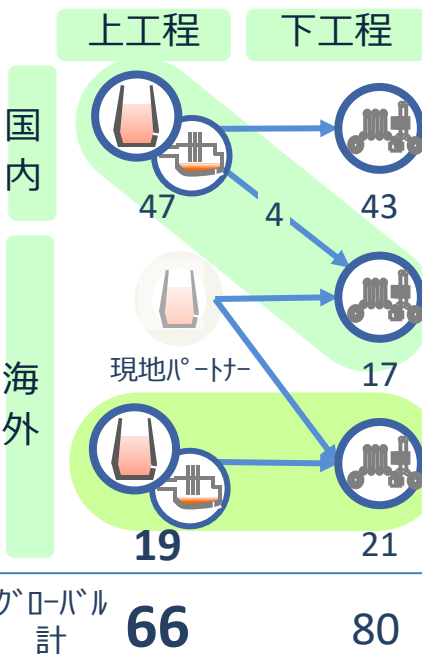 上工程 下工程
国内
47 4 43
現地ﾊﾟｰﾄﾅｰ 17
海外
19 21
ｸﾞﾛｰﾊﾞﾙ
計 66 80